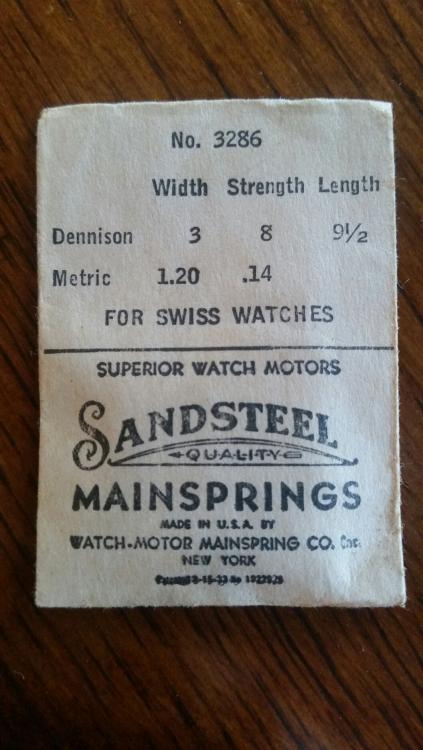 No. 3286
Width Strength Length
Dennison 3 8 9½
Metric 1.20 .14
FOR SWISS WATCHES
SUPERIOR WATCH MOTORS
SANDSTEEL
QUALITY
MAINSPRINGS
MADE IN U.S.A. BY
WATCH-MOTOR MAINSPRING CO. Inc.
NEW YORK